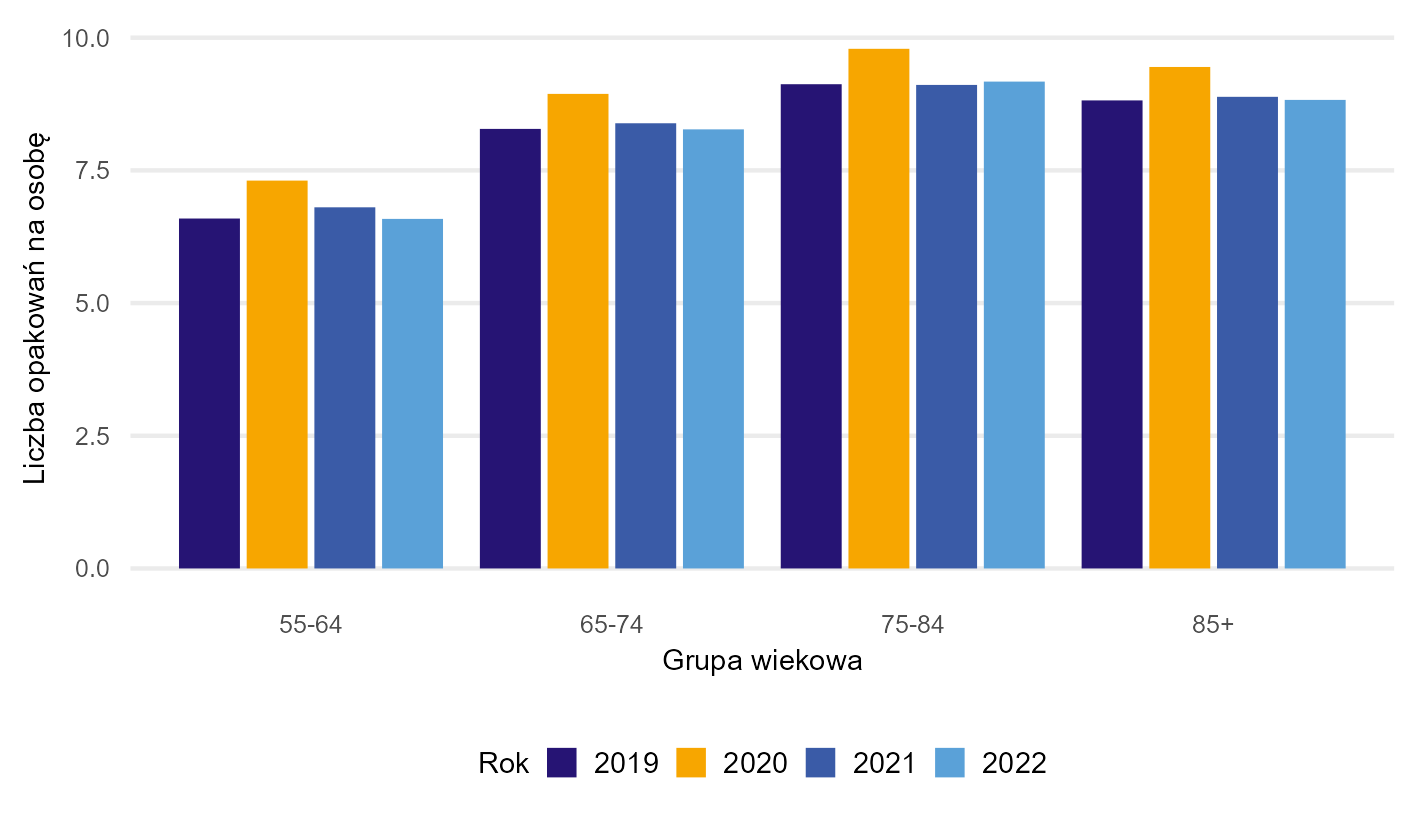 Liczba opakowań na osobę
10.0
7.5
5.0
2.5
0.0
55-64 65-74 75-84 85+
Grupa wiekowa
Rok 2019 2020 2021 2022